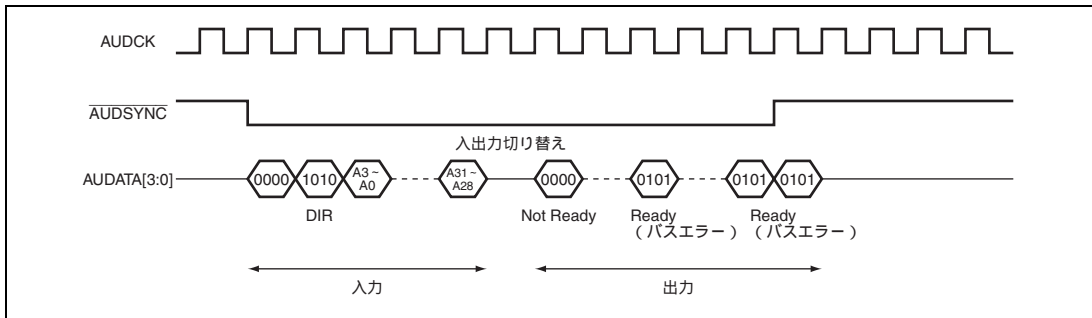 AUDCK
AUDSYNC
入出力切り替え
AUDATA[3:0]
0000
1010
A3～
A0
A31～
A28
0000
0101
0101
0101
DIR
Not Ready
Ready
（バスエラー）
Ready
（バスエラー）
入力
出力